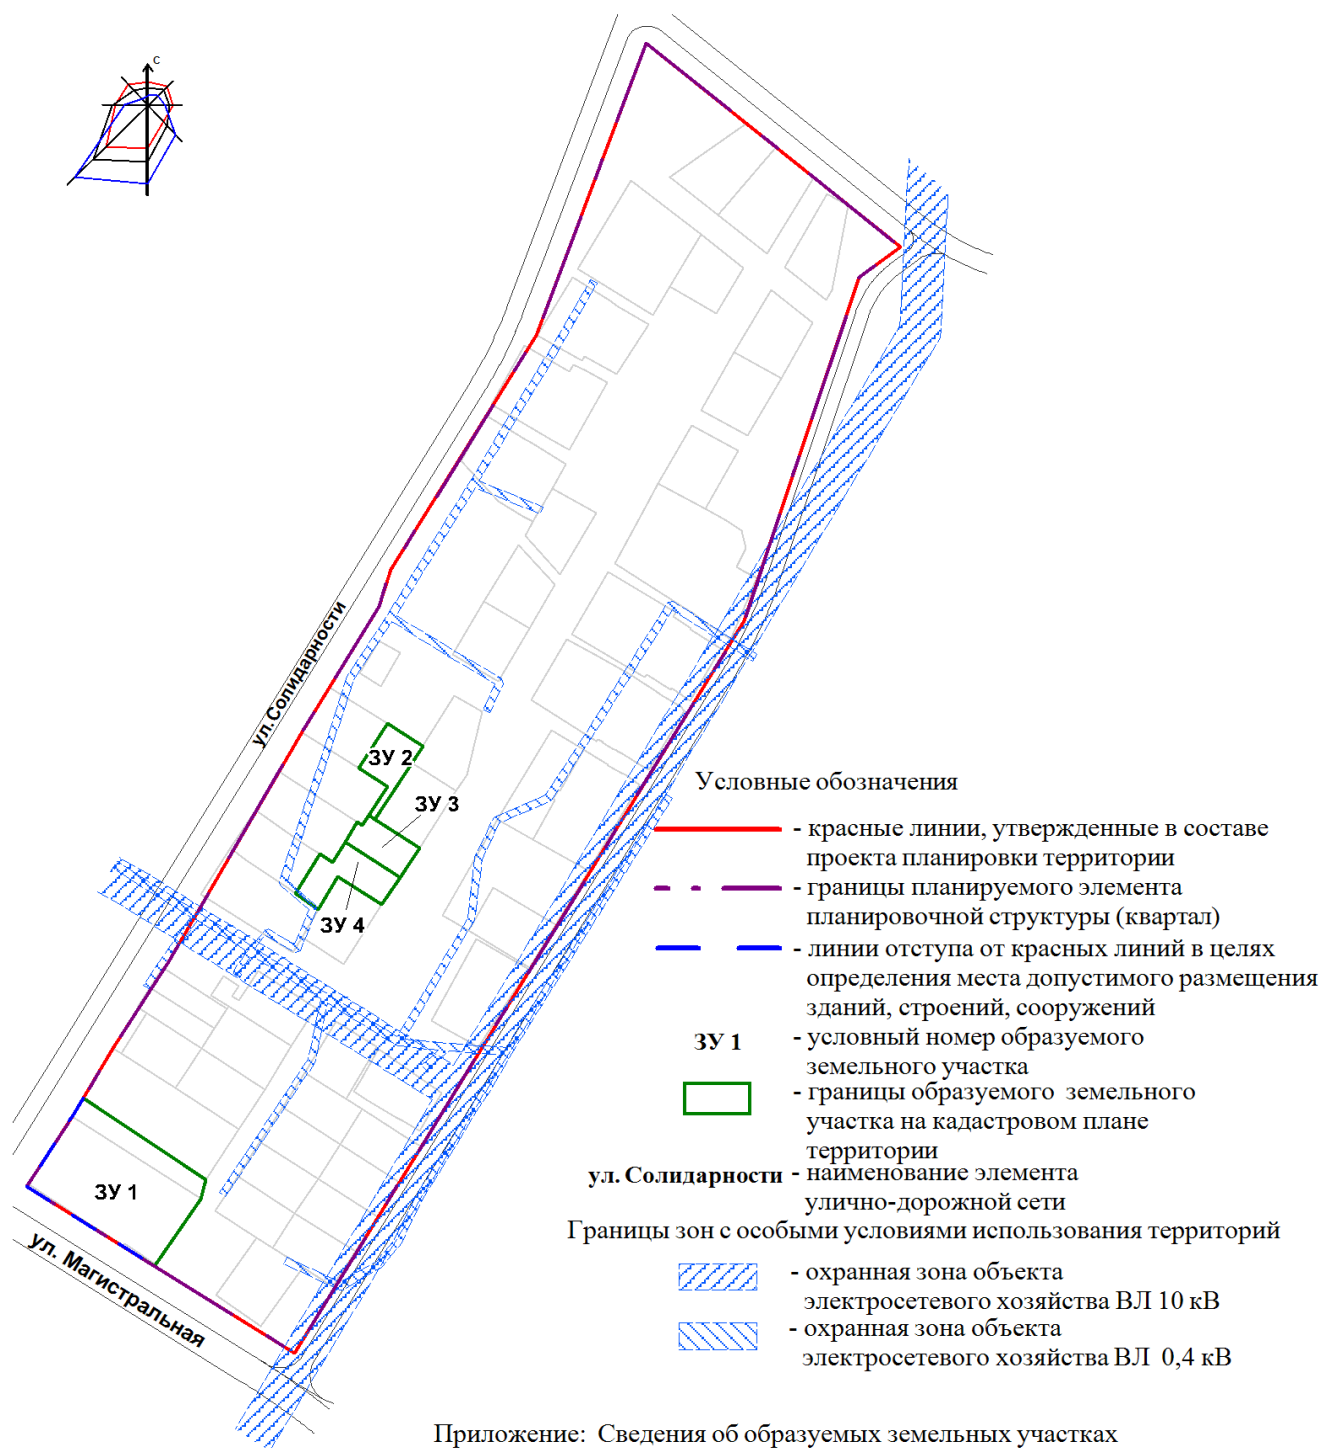 С
ул.Солидарности
ЗУ 2
ЗУ 3
ЗУ 4
ЗУ 1
ул. Магистральная
Условные обозначения
- красные линии, утвержденные в составе
проекта планировки территории
- границы планируемого элемента
планировочной структуры (квартал)
- линии отступа от красных линий в целях
определения места допустимого размещения
зданий, строений, сооружений
ЗУ 1 - условный номер образуемого
земельного участка
- границы образуемого земельного
участка на кадастровом плане
территории
ул. Солидарности - наименование элемента
улично-дорожной сети
Границы зон с особыми условиями использования территорий
- охранная зона объекта
электросетевого хозяйства ВЛ 10 кВ
- охранная зона объекта
электросетевого хозяйства ВЛ 0,4 кВ
Приложение: Сведения об образуемых земельных участках